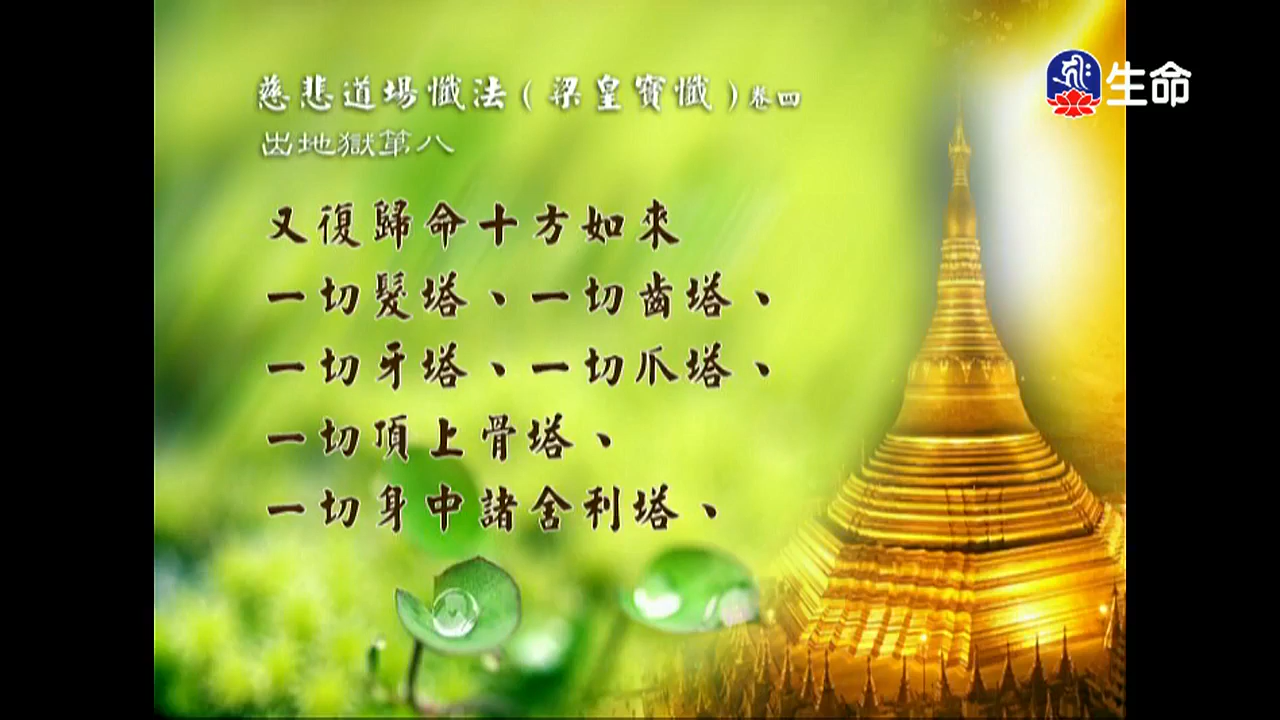 慈悲道場懺法(梁皇寶懺)卷四
出地獄第八
生命
又復歸命十方如來
一切髮塔、一切齒塔、
一切牙塔、一切爪塔、
一切頂上骨塔、
一切身中諸舍利塔、